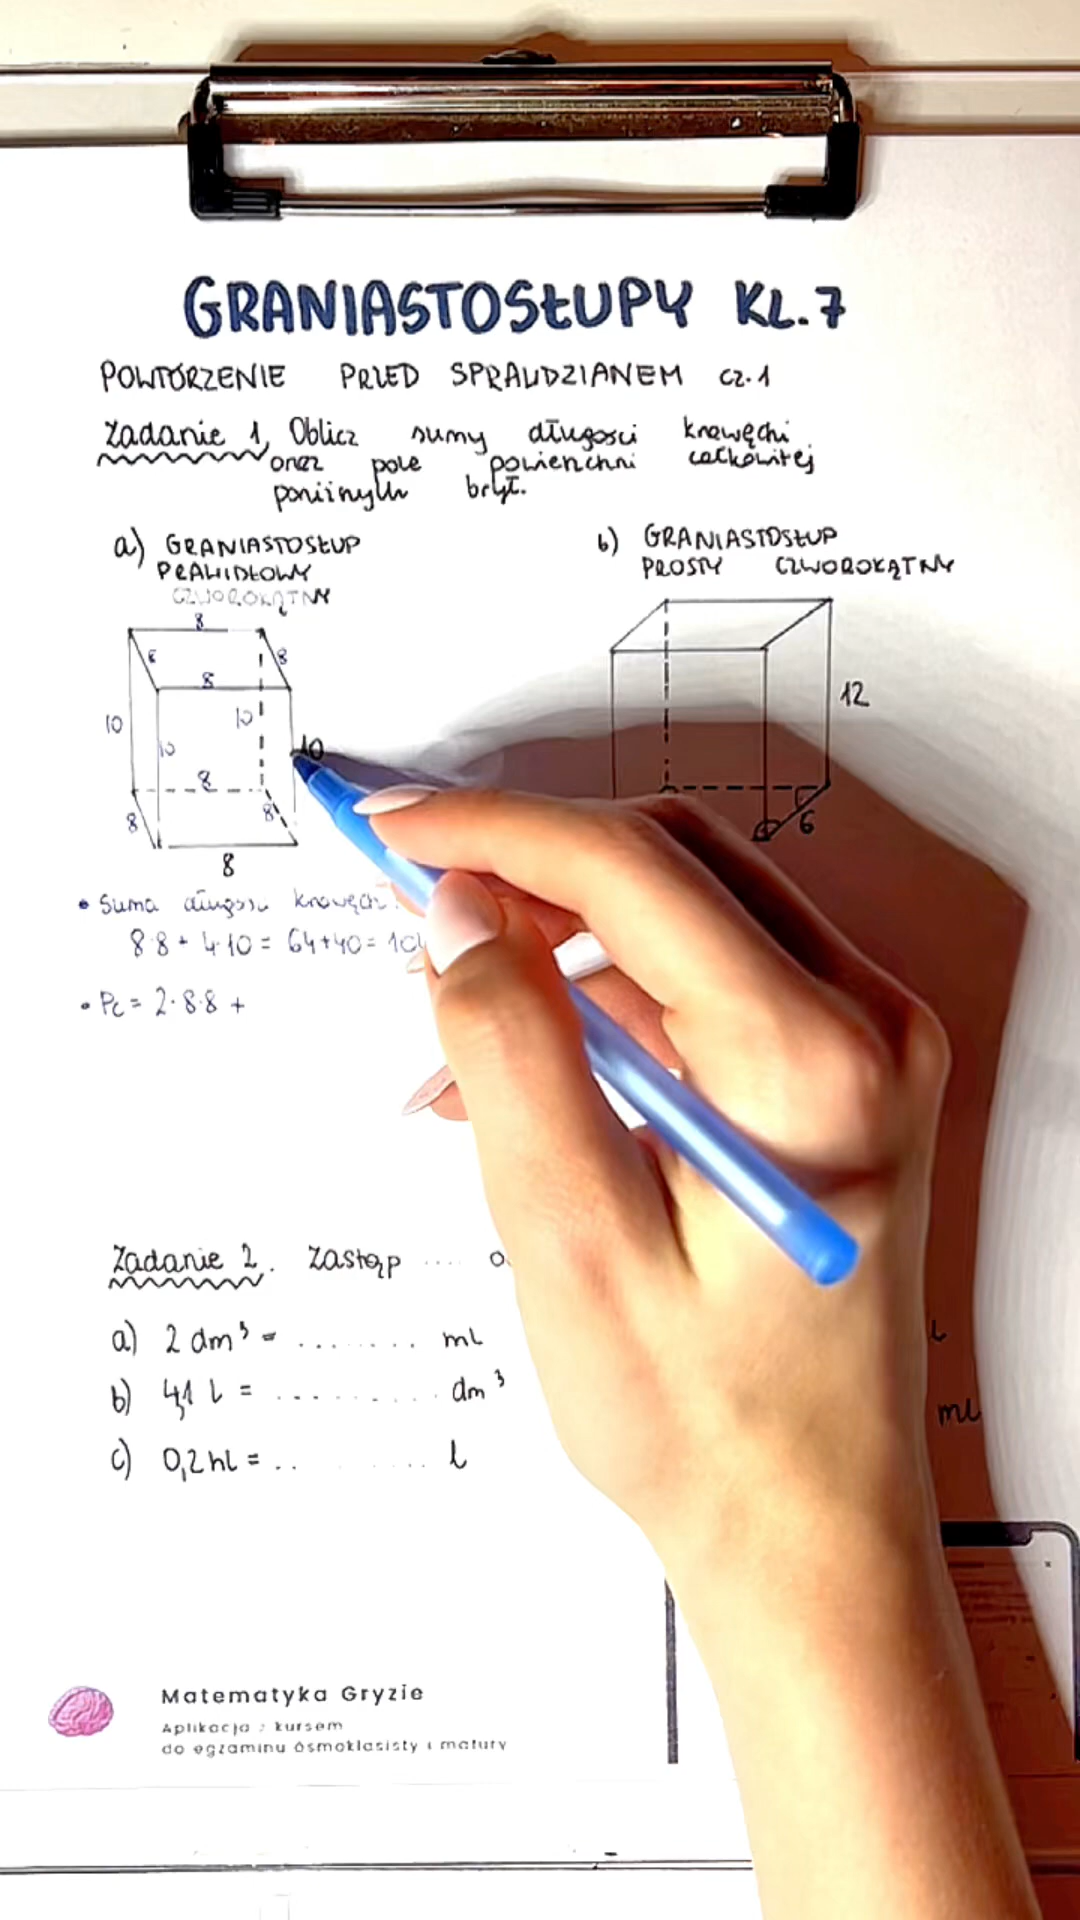 GRANIASTOSŁUPY KL.7
POWTÓRZENIE PRZED SPRAWDZIANEM CZ.1
Zadanie 1, Oblicz sumy długości krawędzi
oraz pole powierzchni całkowitej
poniższych brył.
a) GRANIASTOSŁUP
PRAWIDŁOWY
CZWOROKĄTNY
b) GRANIASTOSŁUP
PROSTY CZWOROKĄTNY
8
8 8
8
10 10 10 10
8
8 8
8
12
6
• Suma długości krawędzi:
8·8 + 4·10 = 64+40 = 104
• Pc = 2·8·8 +
Zadanie 2. Zastąp ....
a) 2 dm³ = ........ ml
b) 4,1 l = ......... dm³
c) 0,2 hl = .. .... l
ml
Matematyka Gryzie
Aplikacja z kursem
do egzaminu ósmoklasisty i matury